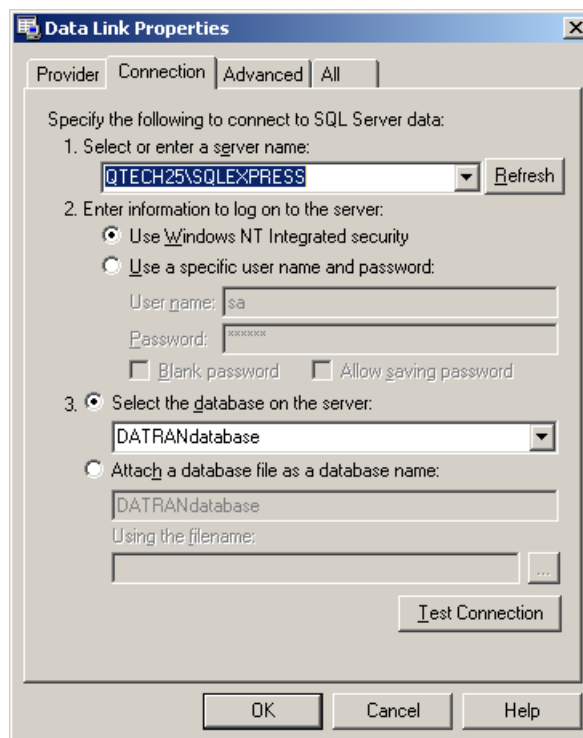 Data Link Properties
Provider Connection Advanced All
Specify the following to connect to SQL Server data:
1. Select or enter a server name:
QTECH25\SQLEXPRESS Refresh
2. Enter information to log on to the server:
Use Windows NT Integrated security
Use a specific user name and password:
User name: sa
Password: ******
Blank password Allow saving password
3. Select the database on the server:
DATRANdatabase
Attach a database file as a database name:
DATRANdatabase
Using the filename:
...
Test Connection
OK Cancel Help